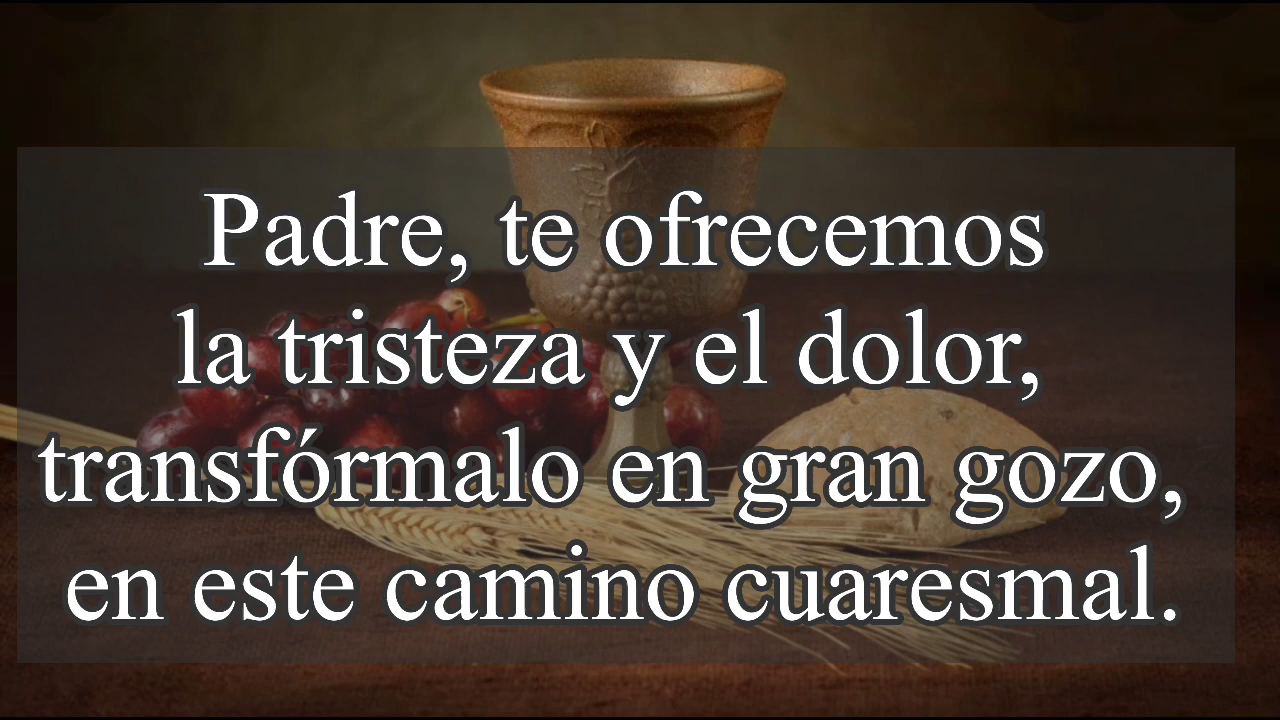 Padre, te ofrecemos
la tristeza y el dolor,
transfórmalo en gran gozo,
en este camino cuaresmal.